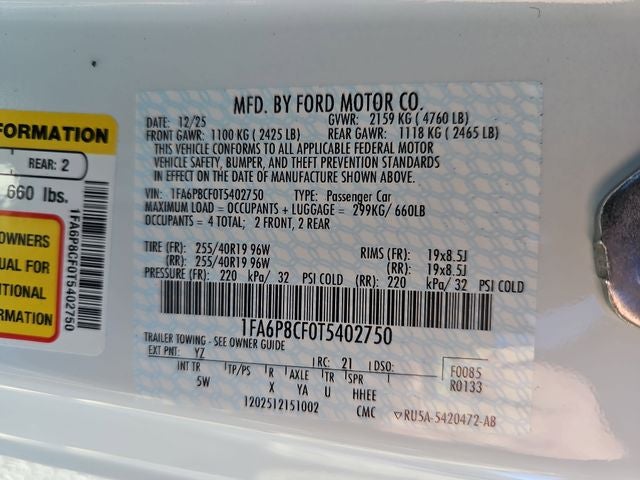 FORMATION
REAR: 2
660 lbs.
OWNERS
UAL FOR
ITIONAL
RMATION
1FA6P8CF0T5402750
MFD. BY FORD MOTOR CO.
DATE: 12/25 GVWR: 2159 KG ( 4760 LB)
FRONT GAWR: 1100 KG ( 2425 LB) REAR GAWR: 1118 KG ( 2465 LB)
THIS VEHICLE CONFORMS TO ALL APPLICABLE FEDERAL MOTOR
VEHICLE SAFETY, BUMPER, AND THEFT PREVENTION STANDARDS
IN EFFECT ON THE DATE OF MANUFACTURE SHOWN ABOVE.
VIN: 1FA6P8CF0T5402750 TYPE: Passenger Car
MAXIMUM LOAD = OCCUPANTS + LUGGAGE = 299KG/ 660LB
OCCUPANTS = 4 TOTAL; 2 FRONT, 2 REAR
TIRE (FR): 255/40R19 96W RIMS (FR): 19x8.5J
(RR): 255/40R19 96W (RR): 19x8.5J
PRESSURE (FR): 220 kPa/ 32 PSI COLD (RR): 220 kPa/ 32 PSI COLD
1FA6P8CF0T5402750
TRAILER TOWING - SEE OWNER GUIDE
EXT PNT: YZ RC: 21 DSO: F0085
INT TR TP/PS R AXLE TR SPR R0133
5W X YA U HHEE
1202512151002 CMC RU5A-5420472-AB